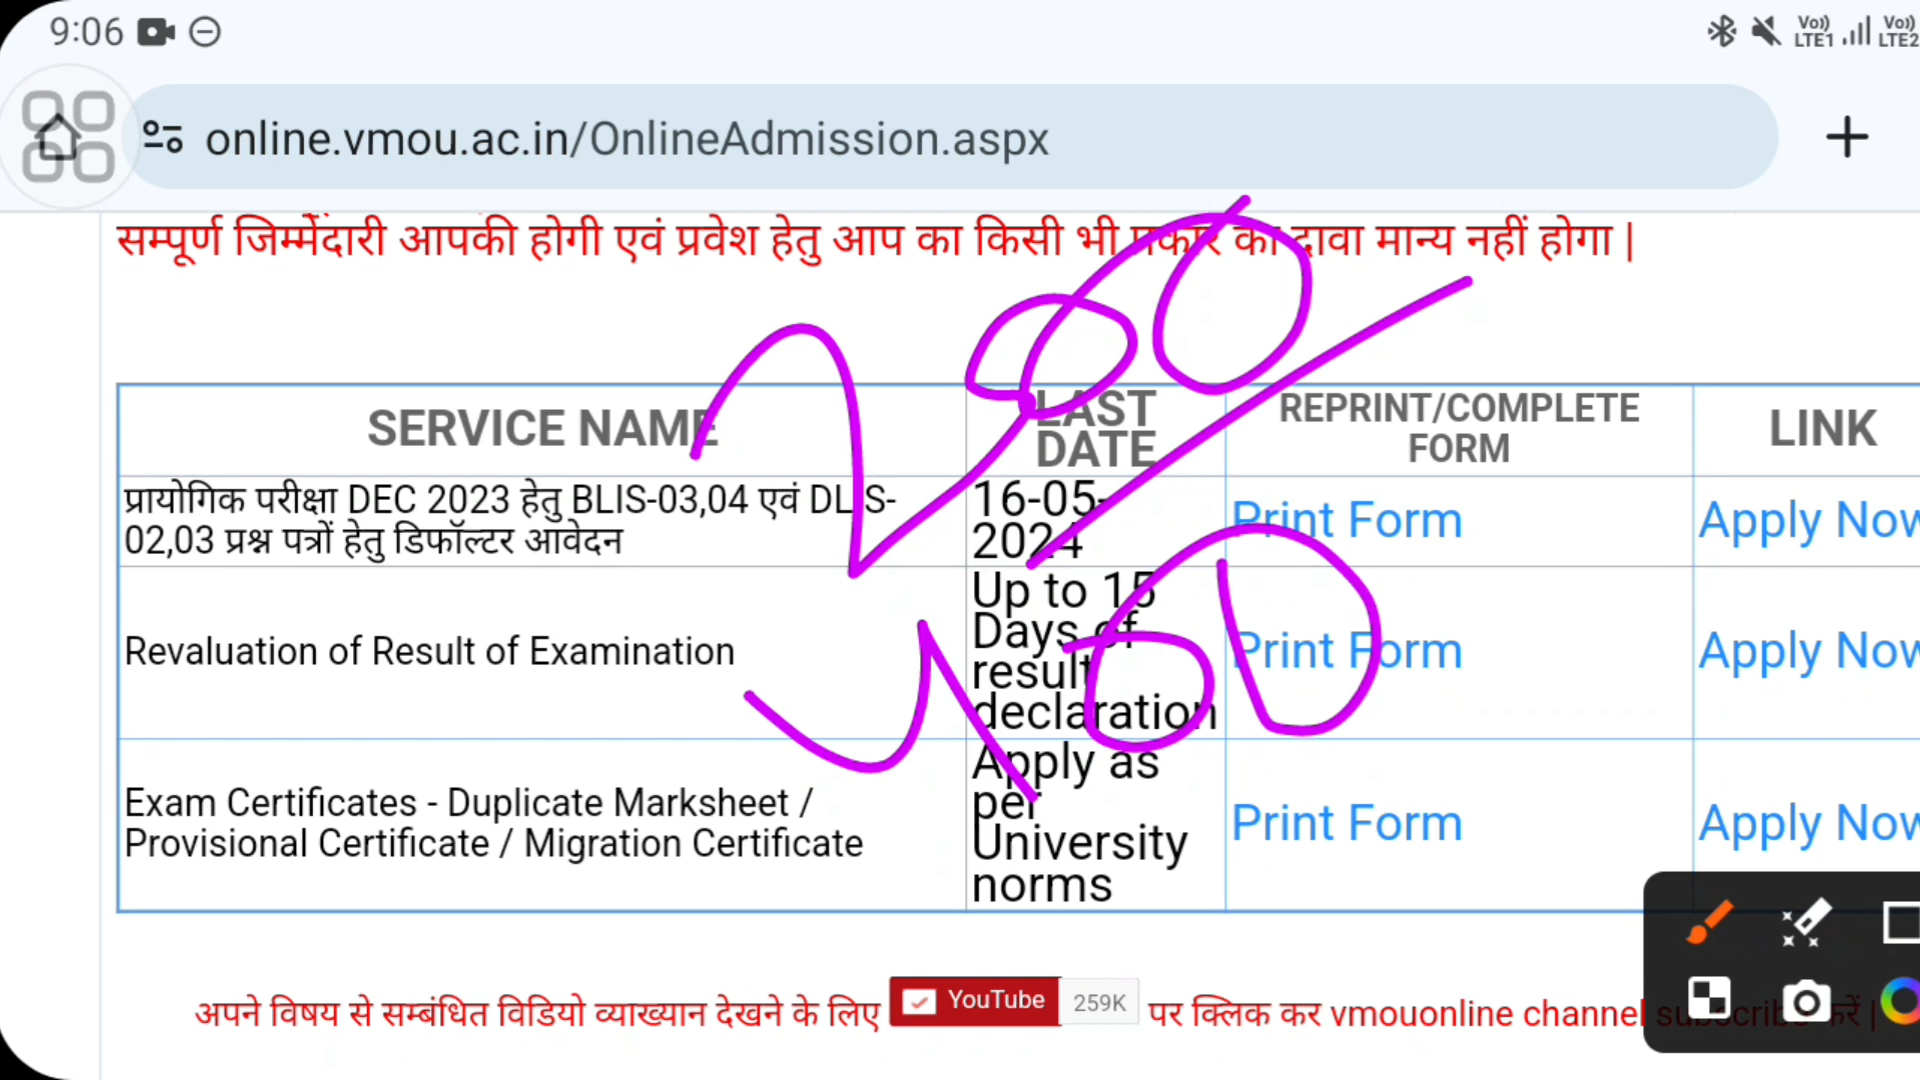 9:06
Vo)) LTE1 Vo)) LTE2
online.vmou.ac.in/OnlineAdmission.aspx
सम्पूर्ण जिम्मेंदारी आपकी होगी एवं प्रवेश हेतु आप का किसी भी प्रकार का दावा मान्य नहीं होगा |
200
SERVICE NAME
LAST DATE
REPRINT/COMPLETE FORM
LINK
प्रायोगिक परीक्षा DEC 2023 हेतु BLIS-03,04 एवं DLIS-
02,03 प्रश्न पत्रों हेतु डिफॉल्टर आवेदन
16-05-
2024
Print Form
Apply Now
Revaluation of Result of Examination
Up to 15
Days of
result
declaration
Print Form
Apply Now
Exam Certificates - Duplicate Marksheet /
Provisional Certificate / Migration Certificate
Apply as
per
University
norms
Print Form
Apply Now
अपने विषय से सम्बंधित विडियो व्याख्यान देखने के लिए YouTube 259K पर क्लिक कर vmouonline channel subscribe करें |